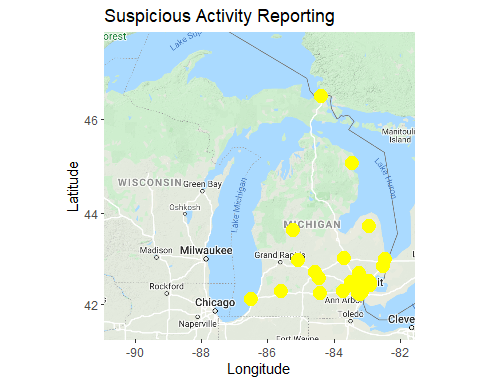 Suspicious Activity Reporting
orest
Lake Sup
46
44
42
Latitude
Manitoulin
Island
Lake Huron
WISCONSIN
Green Bay
Oshkosh
Lake Michigan
MICHIGAN
Madison
Milwaukee
Grand Rapids
Rockford
Ann Arbor
it
Chicago
Toledo
Naperville
Cleve
Fort Wayne
-90
-88
-86
-84
-82
Longitude